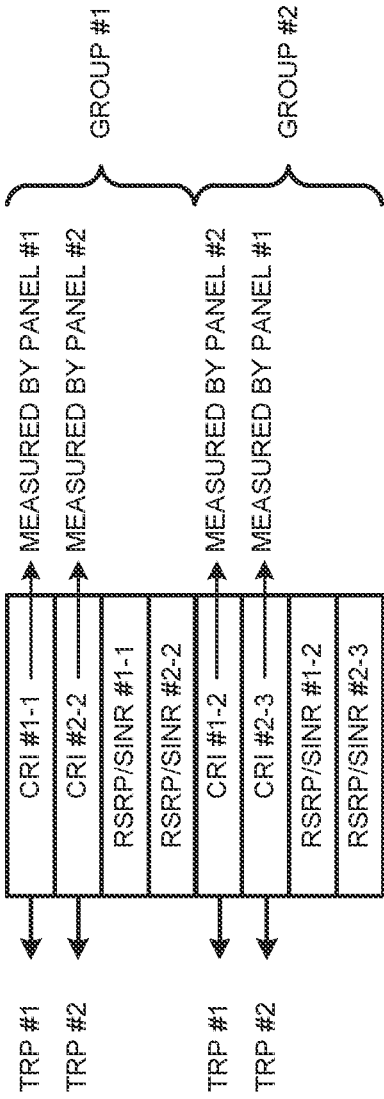 TRP #1 CRI #1-1 MEASURED BY PANEL #1
TRP #2 CRI #2-2 MEASURED BY PANEL #2
RSRP/SINR #1-1
RSRP/SINR #2-2
GROUP #1
TRP #1 CRI #1-2 MEASURED BY PANEL #2
TRP #2 CRI #2-3 MEASURED BY PANEL #1
RSRP/SINR #1-2
RSRP/SINR #2-3
GROUP #2